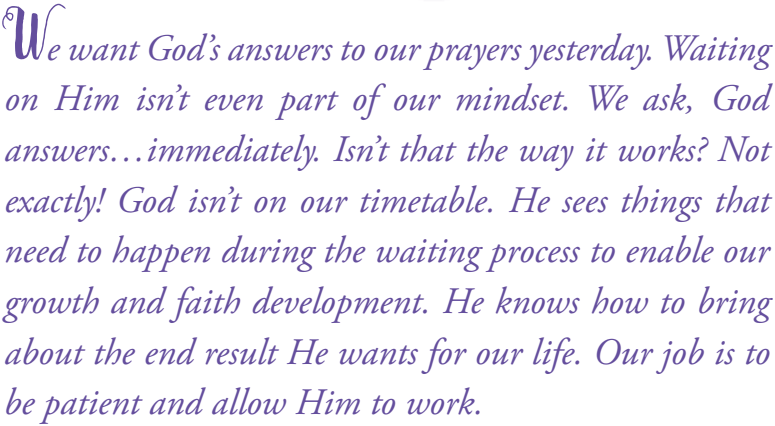 We want God’s answers to our prayers yesterday. Waiting
on Him isn’t even part of our mindset. We ask, God
answers…immediately. Isn’t that the way it works? Not
exactly! God isn’t on our timetable. He sees things that
need to happen during the waiting process to enable our
growth and faith development. He knows how to bring
about the end result He wants for our life. Our job is to
be patient and allow Him to work.